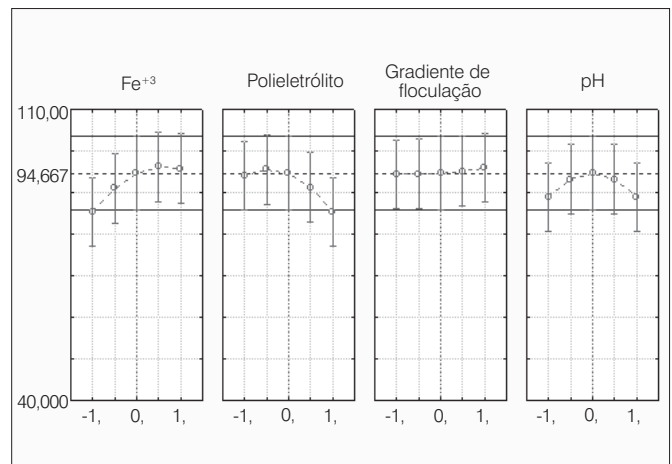 Fe+3
Polieletrólito
Gradiente de
floculação
pH
110,00
94,667
40,000
-1, 0, 1,
-1, 0, 1,
-1, 0, 1,
-1, 0, 1,